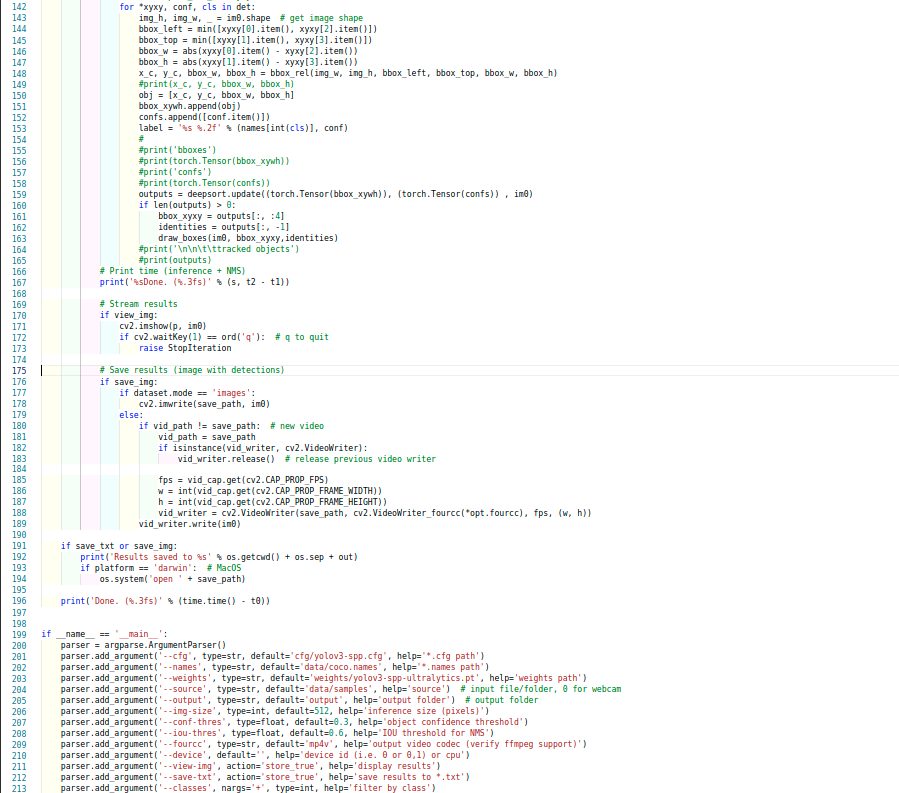 142 for *xyxy, conf, cls in det:
143 img_h, img_w, _ = im0.shape  # get image shape
144 bbox_left = min([xyxy[0].item(), xyxy[2].item()])
145 bbox_top = min([xyxy[1].item(), xyxy[3].item()])
146 bbox_w = abs(xyxy[0].item() - xyxy[2].item())
147 bbox_h = abs(xyxy[1].item() - xyxy[3].item())
148 x_c, y_c, bbox_w, bbox_h = bbox_rel(img_w, img_h, bbox_left, bbox_top, bbox_w, bbox_h)
149 #print(x_c, y_c, bbox_w, bbox_h)
150 obj = [x_c, y_c, bbox_w, bbox_h]
151 bbox_xywh.append(obj)
152 confs.append([conf.item()])
153 label = '%s %.2f' % (names[int(cls)], conf)
154 #
155 #print('bboxes')
156 #print(torch.Tensor(bbox_xywh))
157 #print('confs')
158 #print(torch.Tensor(confs))
159 outputs = deepsort.update((torch.Tensor(bbox_xywh)), (torch.Tensor(confs)) , im0)
160 if len(outputs) > 0:
161 bbox_xyxy = outputs[:, :4]
162 identities = outputs[:, -1]
163 draw_boxes(im0, bbox_xyxy,identities)
164 #print('\n\n\t\ttracked objects')
165 #print(outputs)
166 # Print time (inference + NMS)
167 print('%sDone. (%.3fs)' % (s, t2 - t1))
168
169 # Stream results
170 if view_img:
171 cv2.imshow(p, im0)
172 if cv2.waitKey(1) == ord('q'):  # q to quit
173 raise StopIteration
174
175 # Save results (image with detections)
176 if save_img:
177 if dataset.mode == 'images':
178 cv2.imwrite(save_path, im0)
179 else:
180 if vid_path != save_path:  # new video
181 vid_path = save_path
182 if isinstance(vid_writer, cv2.VideoWriter):
183 vid_writer.release()  # release previous video writer
184
185 fps = vid_cap.get(cv2.CAP_PROP_FPS)
186 w = int(vid_cap.get(cv2.CAP_PROP_FRAME_WIDTH))
187 h = int(vid_cap.get(cv2.CAP_PROP_FRAME_HEIGHT))
188 vid_writer = cv2.VideoWriter(save_path, cv2.VideoWriter_fourcc(*opt.fourcc), fps, (w, h))
189 vid_writer.write(im0)
190
191 if save_txt or save_img:
192 print('Results saved to %s' % os.getcwd() + os.sep + out)
193 if platform == 'darwin':  # MacOS
194 os.system('open ' + save_path)
195
196 print('Done. (%.3fs)' % (time.time() - t0))
197
198
199 if __name__ == '__main__':
200 parser = argparse.ArgumentParser()
201 parser.add_argument('--cfg', type=str, default='cfg/yolov3-spp.cfg', help='*.cfg path')
202 parser.add_argument('--names', type=str, default='data/coco.names', help='*.names path')
203 parser.add_argument('--weights', type=str, default='weights/yolov3-spp-ultralytics.pt', help='weights path')
204 parser.add_argument('--source', type=str, default='data/samples', help='source')  # input file/folder, 0 for webcam
205 parser.add_argument('--output', type=str, default='output', help='output folder')  # output folder
206 parser.add_argument('--img-size', type=int, default=512, help='inference size (pixels)')
207 parser.add_argument('--conf-thres', type=float, default=0.3, help='object confidence threshold')
208 parser.add_argument('--iou-thres', type=float, default=0.6, help='IOU threshold for NMS')
209 parser.add_argument('--fourcc', type=str, default='mp4v', help='output video codec (verify ffmpeg support)')
210 parser.add_argument('--device', default='', help='device id (i.e. 0 or 0,1) or cpu')
211 parser.add_argument('--view-img', action='store_true', help='display results')
212 parser.add_argument('--save-txt', action='store_true', help='save results to *.txt')
213 parser.add_argument('--classes', nargs='+', type=int, help='filter by class')